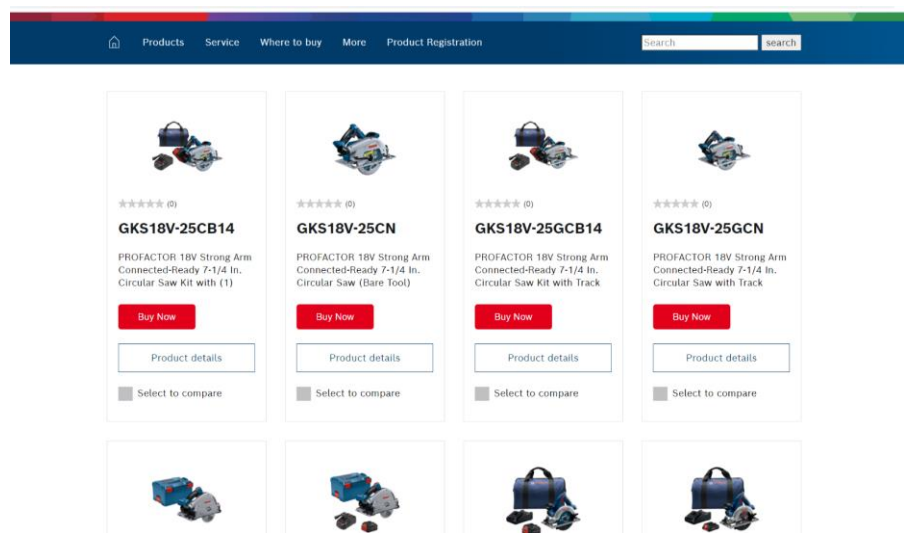 Products Service Where to buy More Product Registration Search search
(0) (0) (0) (0)
GKS18V-25CB14 GKS18V-25CN GKS18V-25GCB14 GKS18V-25GCN
PROFACTOR 18V Strong Arm PROFACTOR 18V Strong Arm PROFACTOR 18V Strong Arm PROFACTOR 18V Strong Arm
Connected-Ready 7-1/4 In. Connected-Ready 7-1/4 In. Connected-Ready 7-1/4 In. Connected-Ready 7-1/4 In.
Circular Saw Kit with (1) Circular Saw (Bare Tool) Circular Saw Kit with Track Circular Saw with Track
Buy Now Buy Now Buy Now Buy Now
Product details Product details Product details Product details
Select to compare Select to compare Select to compare Select to compare